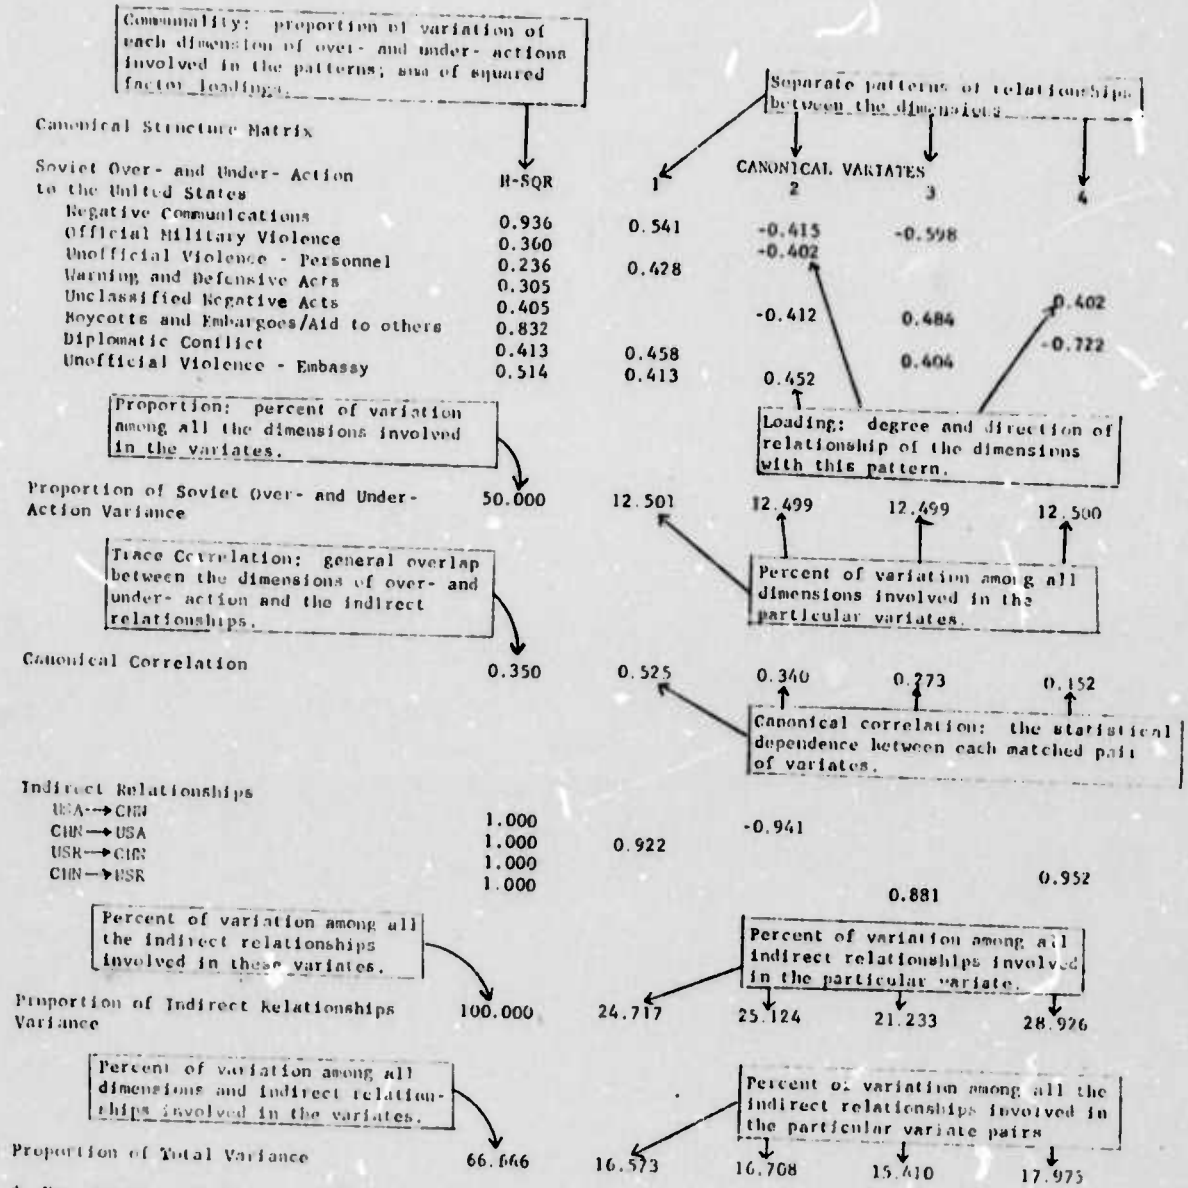 Communality: proportion of variation of
each dimension of over- and under- actions
involved in the patterns; sum of squared
factor loadings.
Separate patterns of relationships
between the dimensions
Canonical Structure Matrix
Soviet Over- and Under- Action
to the United States
H-SQR
CANONICAL VARIATES
1 2 3 4
Negative Communications 0.936 0.541 -0.415 -0.598
Official Military Violence 0.300 -0.402
Unofficial Violence - Personnel 0.236 0.428
Warning and Defensive Acts 0.305
Unclassified Negative Acts 0.405 0.402
Boycotts and Embargoes/Aid to others 0.832 -0.412 0.484 -0.722
Diplomatic Conflict 0.413 0.458 0.404
Unofficial Violence - Embassy 0.514 0.413 0.452
Proportion: percent of variation
among all the dimensions involved
in the variates.
Loading: degree and direction of
relationship of the dimensions
with this pattern.
Proportion of Soviet Over- and Under-
Action Variance 50.000 12.501 12.499 12.499 12.500
Trace Correlation: general overlap
between the dimensions of over- and
under- action and the indirect
relationships.
Percent of variation among all
dimensions involved in the
particular variates.
Canonical Correlation 0.350 0.525 0.340 0.273 0.152
Canonical correlation: the statistical
dependence between each matched pair
of variates.
Indirect Relationships
USA→CHN 1.000 -0.941
CHN→USA 1.000 0.922
USR→CHN 1.000 0.952
CHN→USR 1.000 0.881
Percent of variation among all
the indirect relationships
involved in these variates.
Percent of variation among all
indirect relationships involved
in the particular variate.
Proportion of Indirect Relationships
Variance 100.000 24.717 25.124 21.233 28.926
Percent of variation among all
dimensions and indirect relation-
ships involved in the variates.
Percent of variation among all the
indirect relationships involved in
the particular variate pairs
Proportion of Total Variance 66.666 16.573 16.708 15.410 17.975